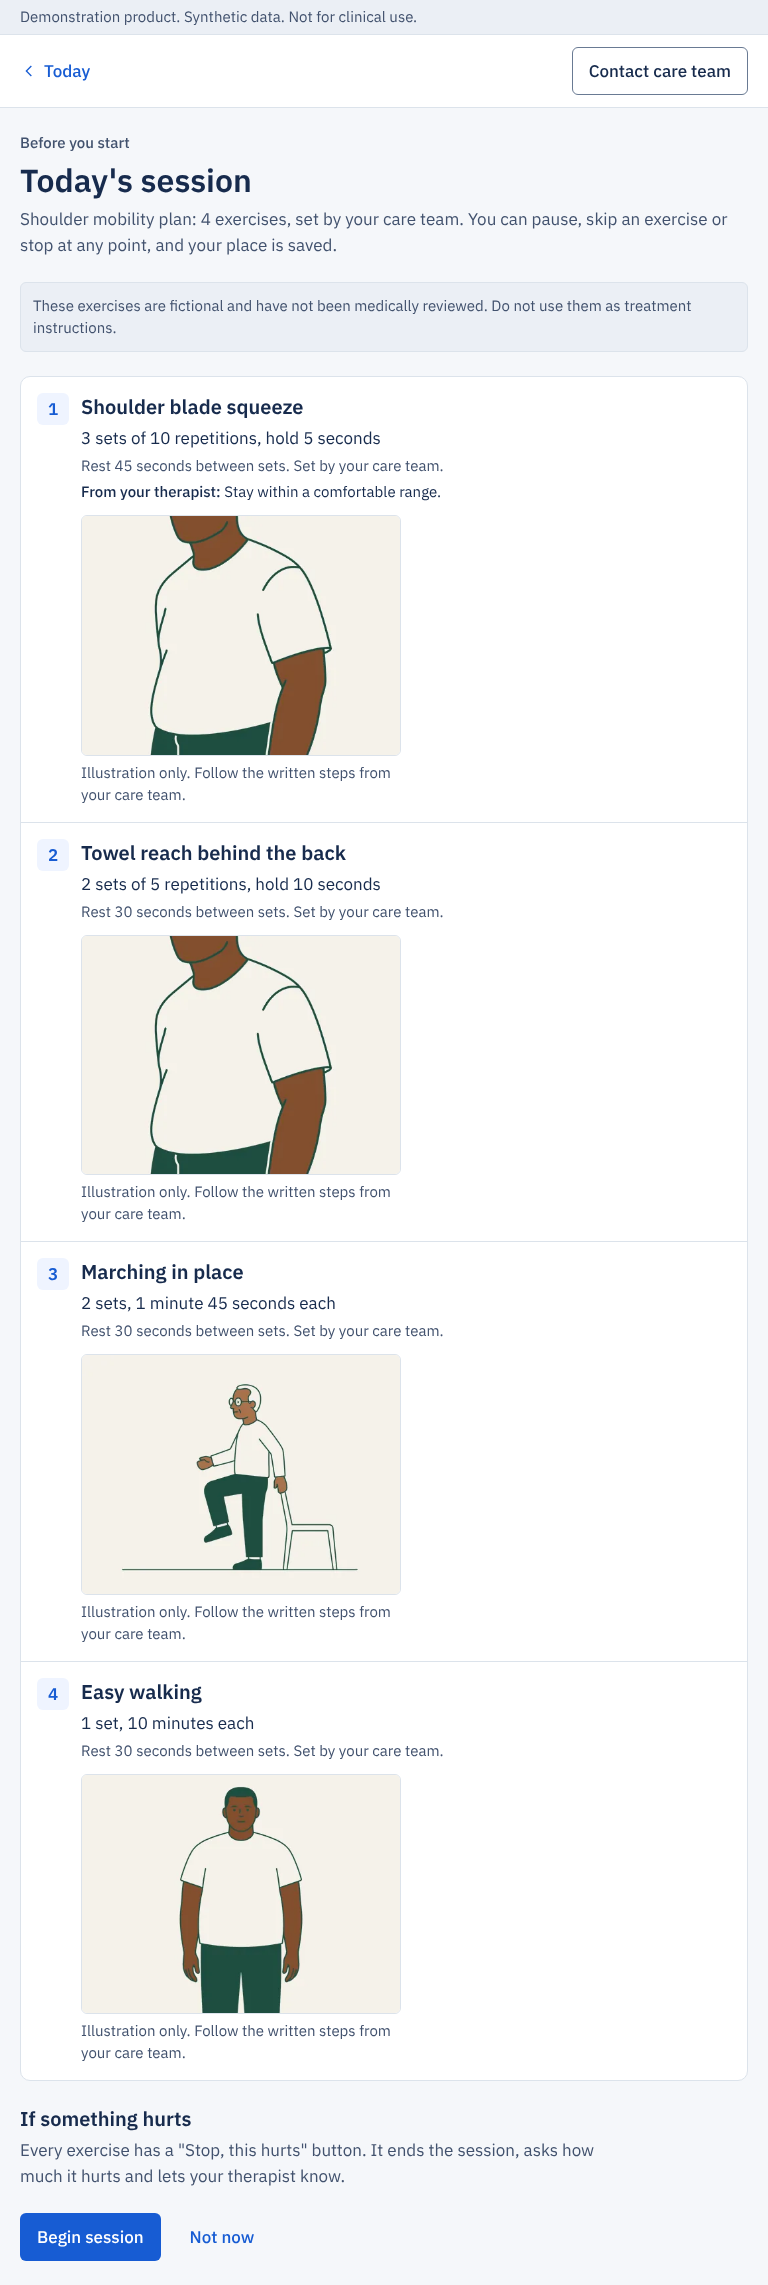 Demonstration product. Synthetic data. Not for clinical use.
Today
Contact care team
Before you start
Today's session
Shoulder mobility plan: 4 exercises, set by your care team. You can pause, skip an exercise or
stop at any point, and your place is saved.
These exercises are fictional and have not been medically reviewed. Do not use them as treatment
instructions.
1
Shoulder blade squeeze
3 sets of 10 repetitions, hold 5 seconds
Rest 45 seconds between sets. Set by your care team.
From your therapist: Stay within a comfortable range.
Illustration only. Follow the written steps from
your care team.
2
Towel reach behind the back
2 sets of 5 repetitions, hold 10 seconds
Rest 30 seconds between sets. Set by your care team.
Illustration only. Follow the written steps from
your care team.
3
Marching in place
2 sets, 1 minute 45 seconds each
Rest 30 seconds between sets. Set by your care team.
Illustration only. Follow the written steps from
your care team.
4
Easy walking
1 set, 10 minutes each
Rest 30 seconds between sets. Set by your care team.
Illustration only. Follow the written steps from
your care team.
If something hurts
Every exercise has a "Stop, this hurts" button. It ends the session, asks how
much it hurts and lets your therapist know.
Begin session
Not now